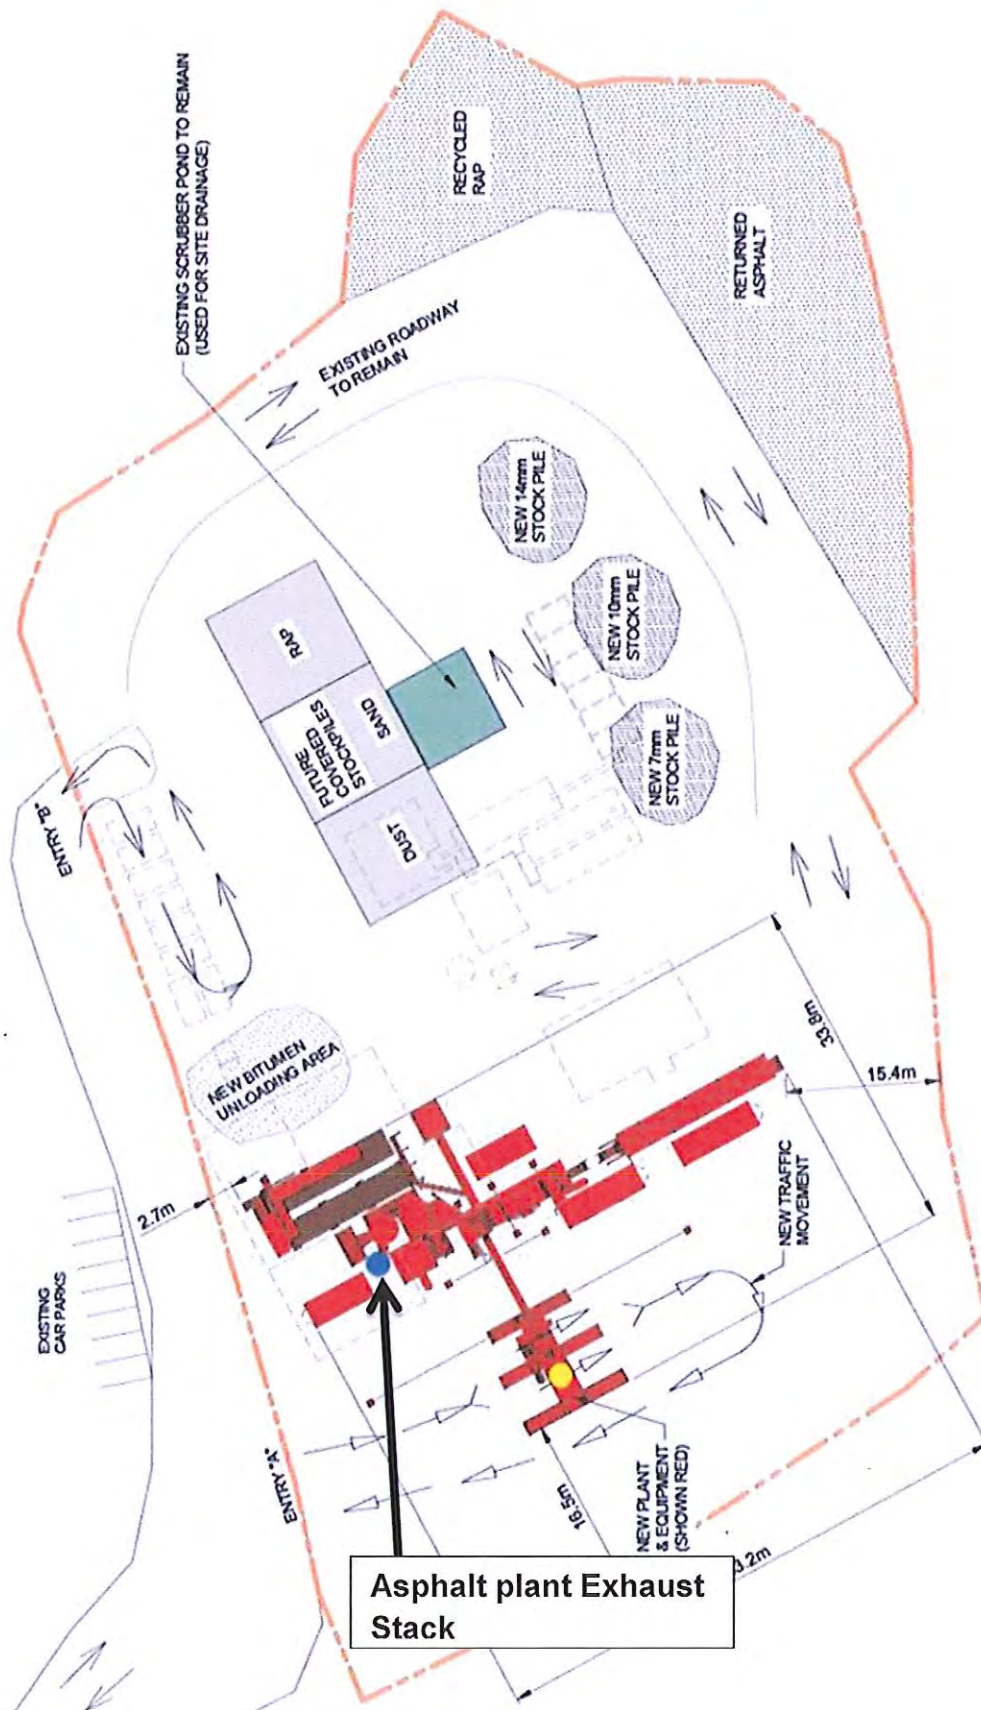 EXISTING SCRUBBER POND TO REMAIN
(USED FOR SITE DRAINAGE)
RECYCLED
RAP
RETURNED
ASPHALT
EXISTING ROADWAY
TO REMAIN
NEW 14mm
STOCK PILE
NEW 10mm
STOCK PILE
NEW 7mm
STOCK PILE
RAP
FUTURE
COVERED
STOCKPILES
SAND
DUST
ENTRY "B"
NEW BITUMEN
UNLOADING AREA
33.8m
15.4m
2.7m
EXISTING
CAR PARKS
NEW TRAFFIC
MOVEMENT
ENTRY "A"
16.5m
NEW PLANT
& EQUIPMENT
(SHOWN RED)
3.2m
Asphalt plant Exhaust
Stack